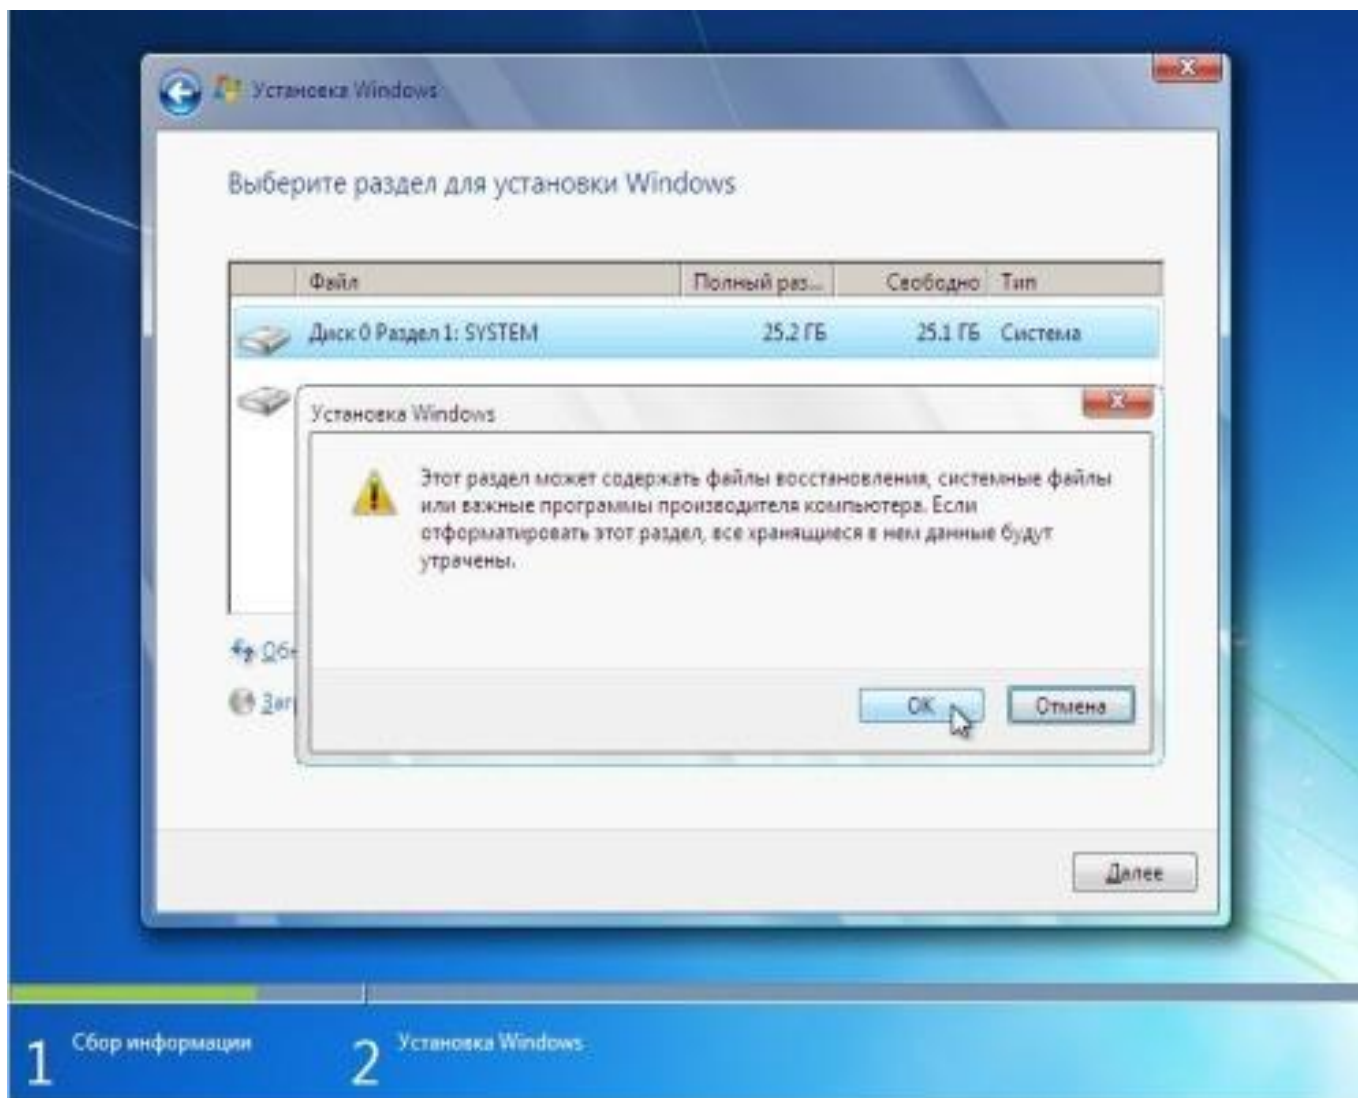 Установка Windows
Выберите раздел для установки Windows
Файл Полный раз... Свободно Тип
Диск 0 Раздел 1: SYSTEM 25.2 ГБ 25.1 ГБ Система
Установка Windows
Этот раздел может содержать файлы восстановления, системные файлы
или важные программы производителя компьютера. Если
отформатировать этот раздел, все хранящиеся в нем данные будут
утрачены.
OK Отмена
Далее
1 Сбор информации 2 Установка Windows